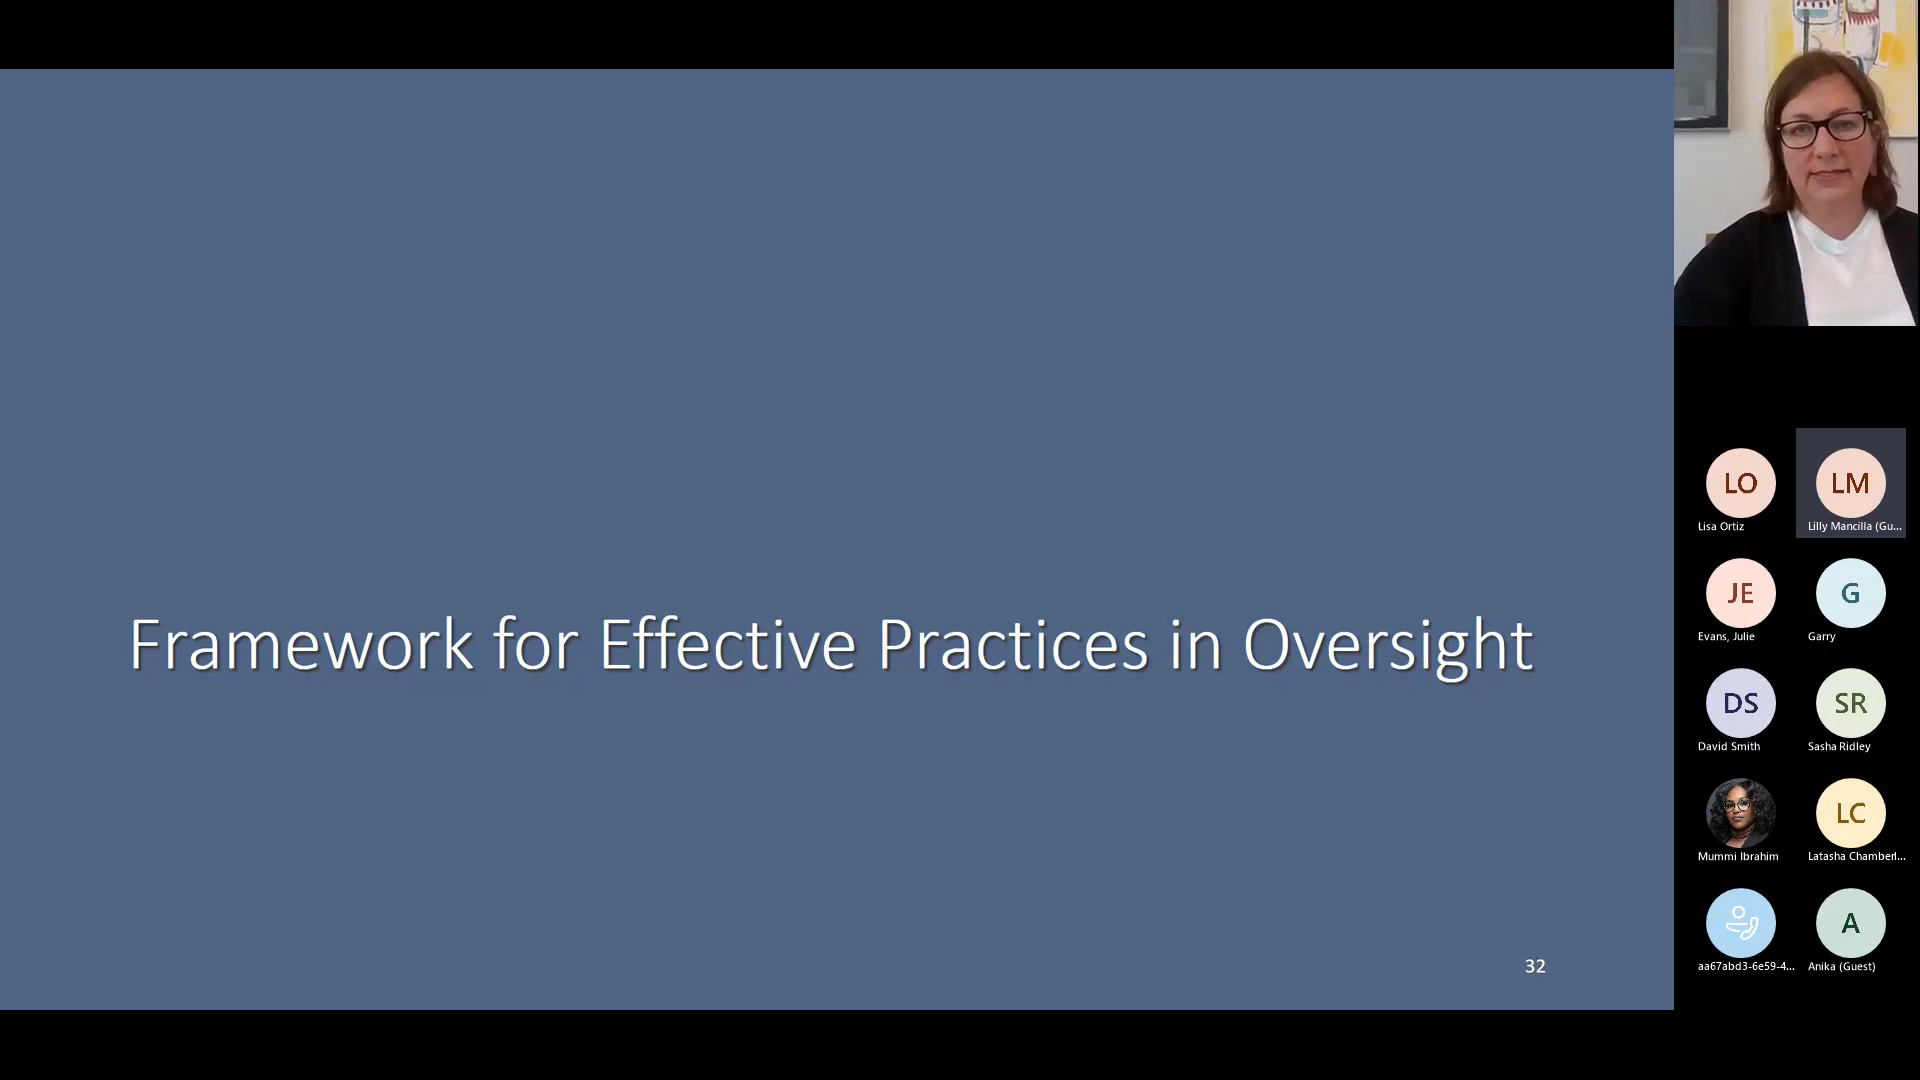 Framework for Effective Practices in Oversight
32
LO
LM
Lisa Ortiz
Lilly Mancilla (Gu...
JE
G
Evans, Julie
Garry
DS
SR
David Smith
Sasha Ridley
LC
Mummi Ibrahim
Latasha Chamberl...
A
aa67abd3-6e59-4...
Anika (Guest)